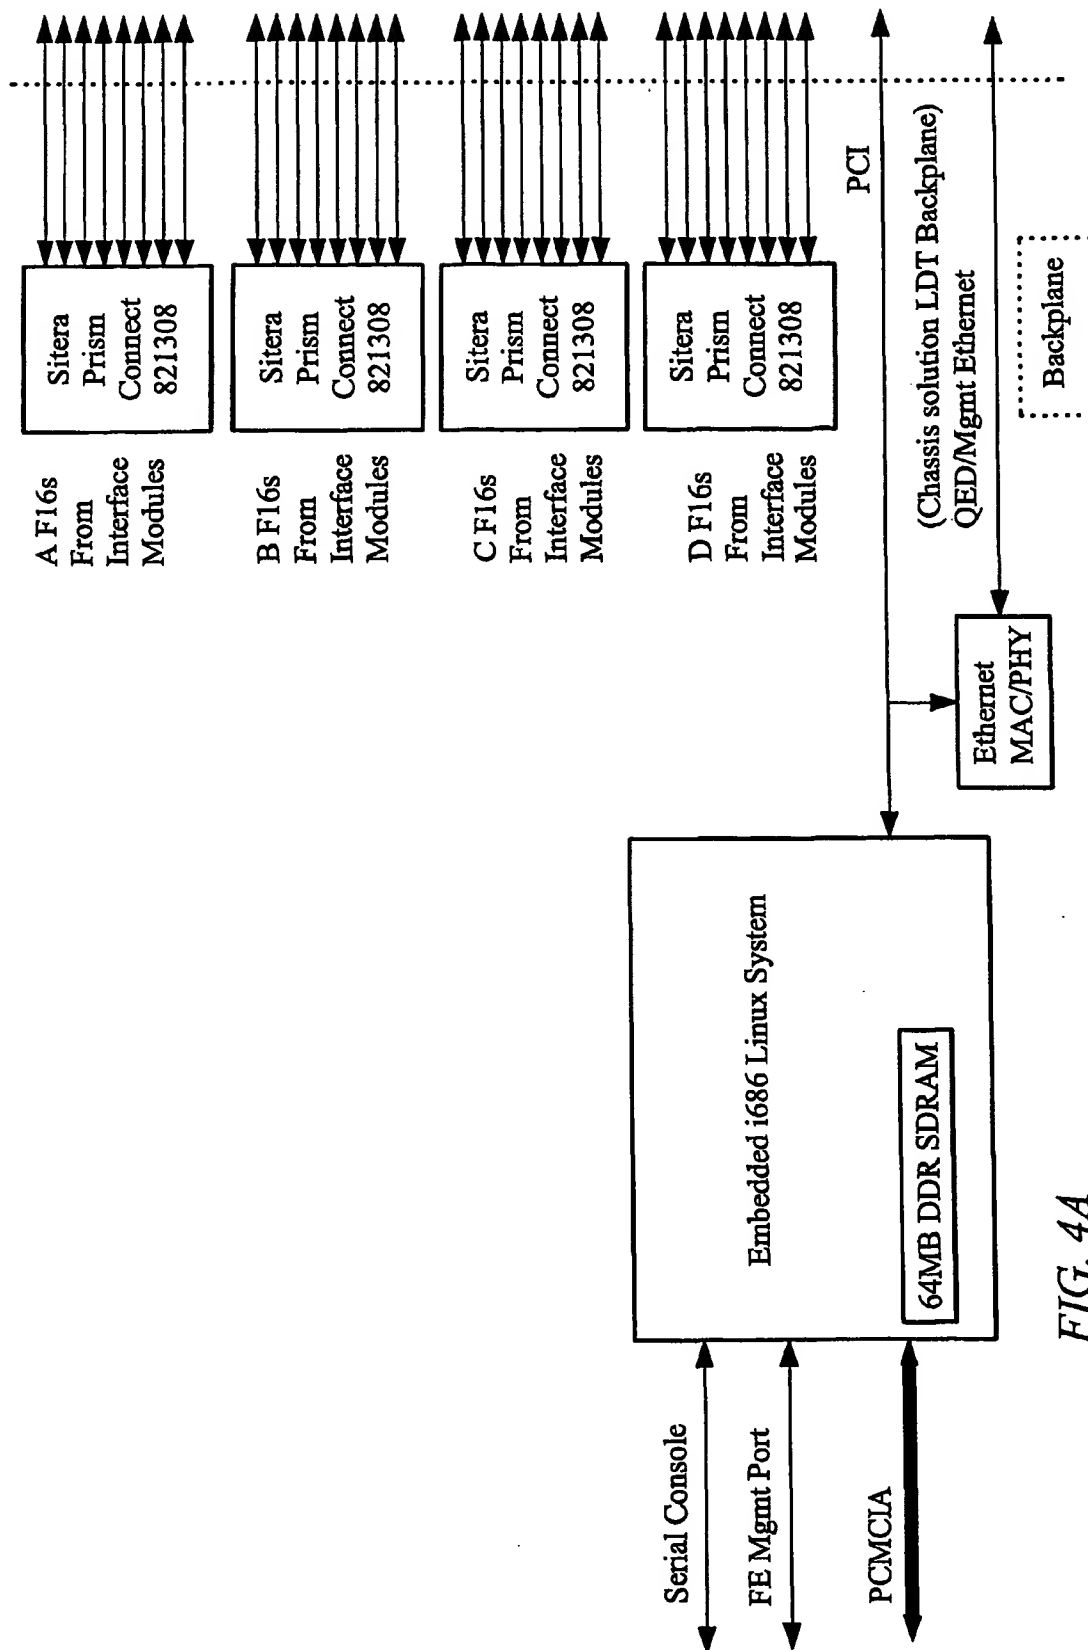 A F16s
From
Interface
Modules
Sitera
Prism
Connect
821308
B F16s
From
Interface
Modules
Sitera
Prism
Connect
821308
C F16s
From
Interface
Modules
Sitera
Prism
Connect
821308
D F16s
From
Interface
Modules
Sitera
Prism
Connect
821308
PCI
(Chassis solution LDT Backplane)
QED/Mgmt Ethernet
Ethernet
MAC/PHY
Backplane
Serial Console
FE Mgmt Port
PCMCIA
Embedded i686 Linux System
64MB DDR SDRAM
FIG. 4A